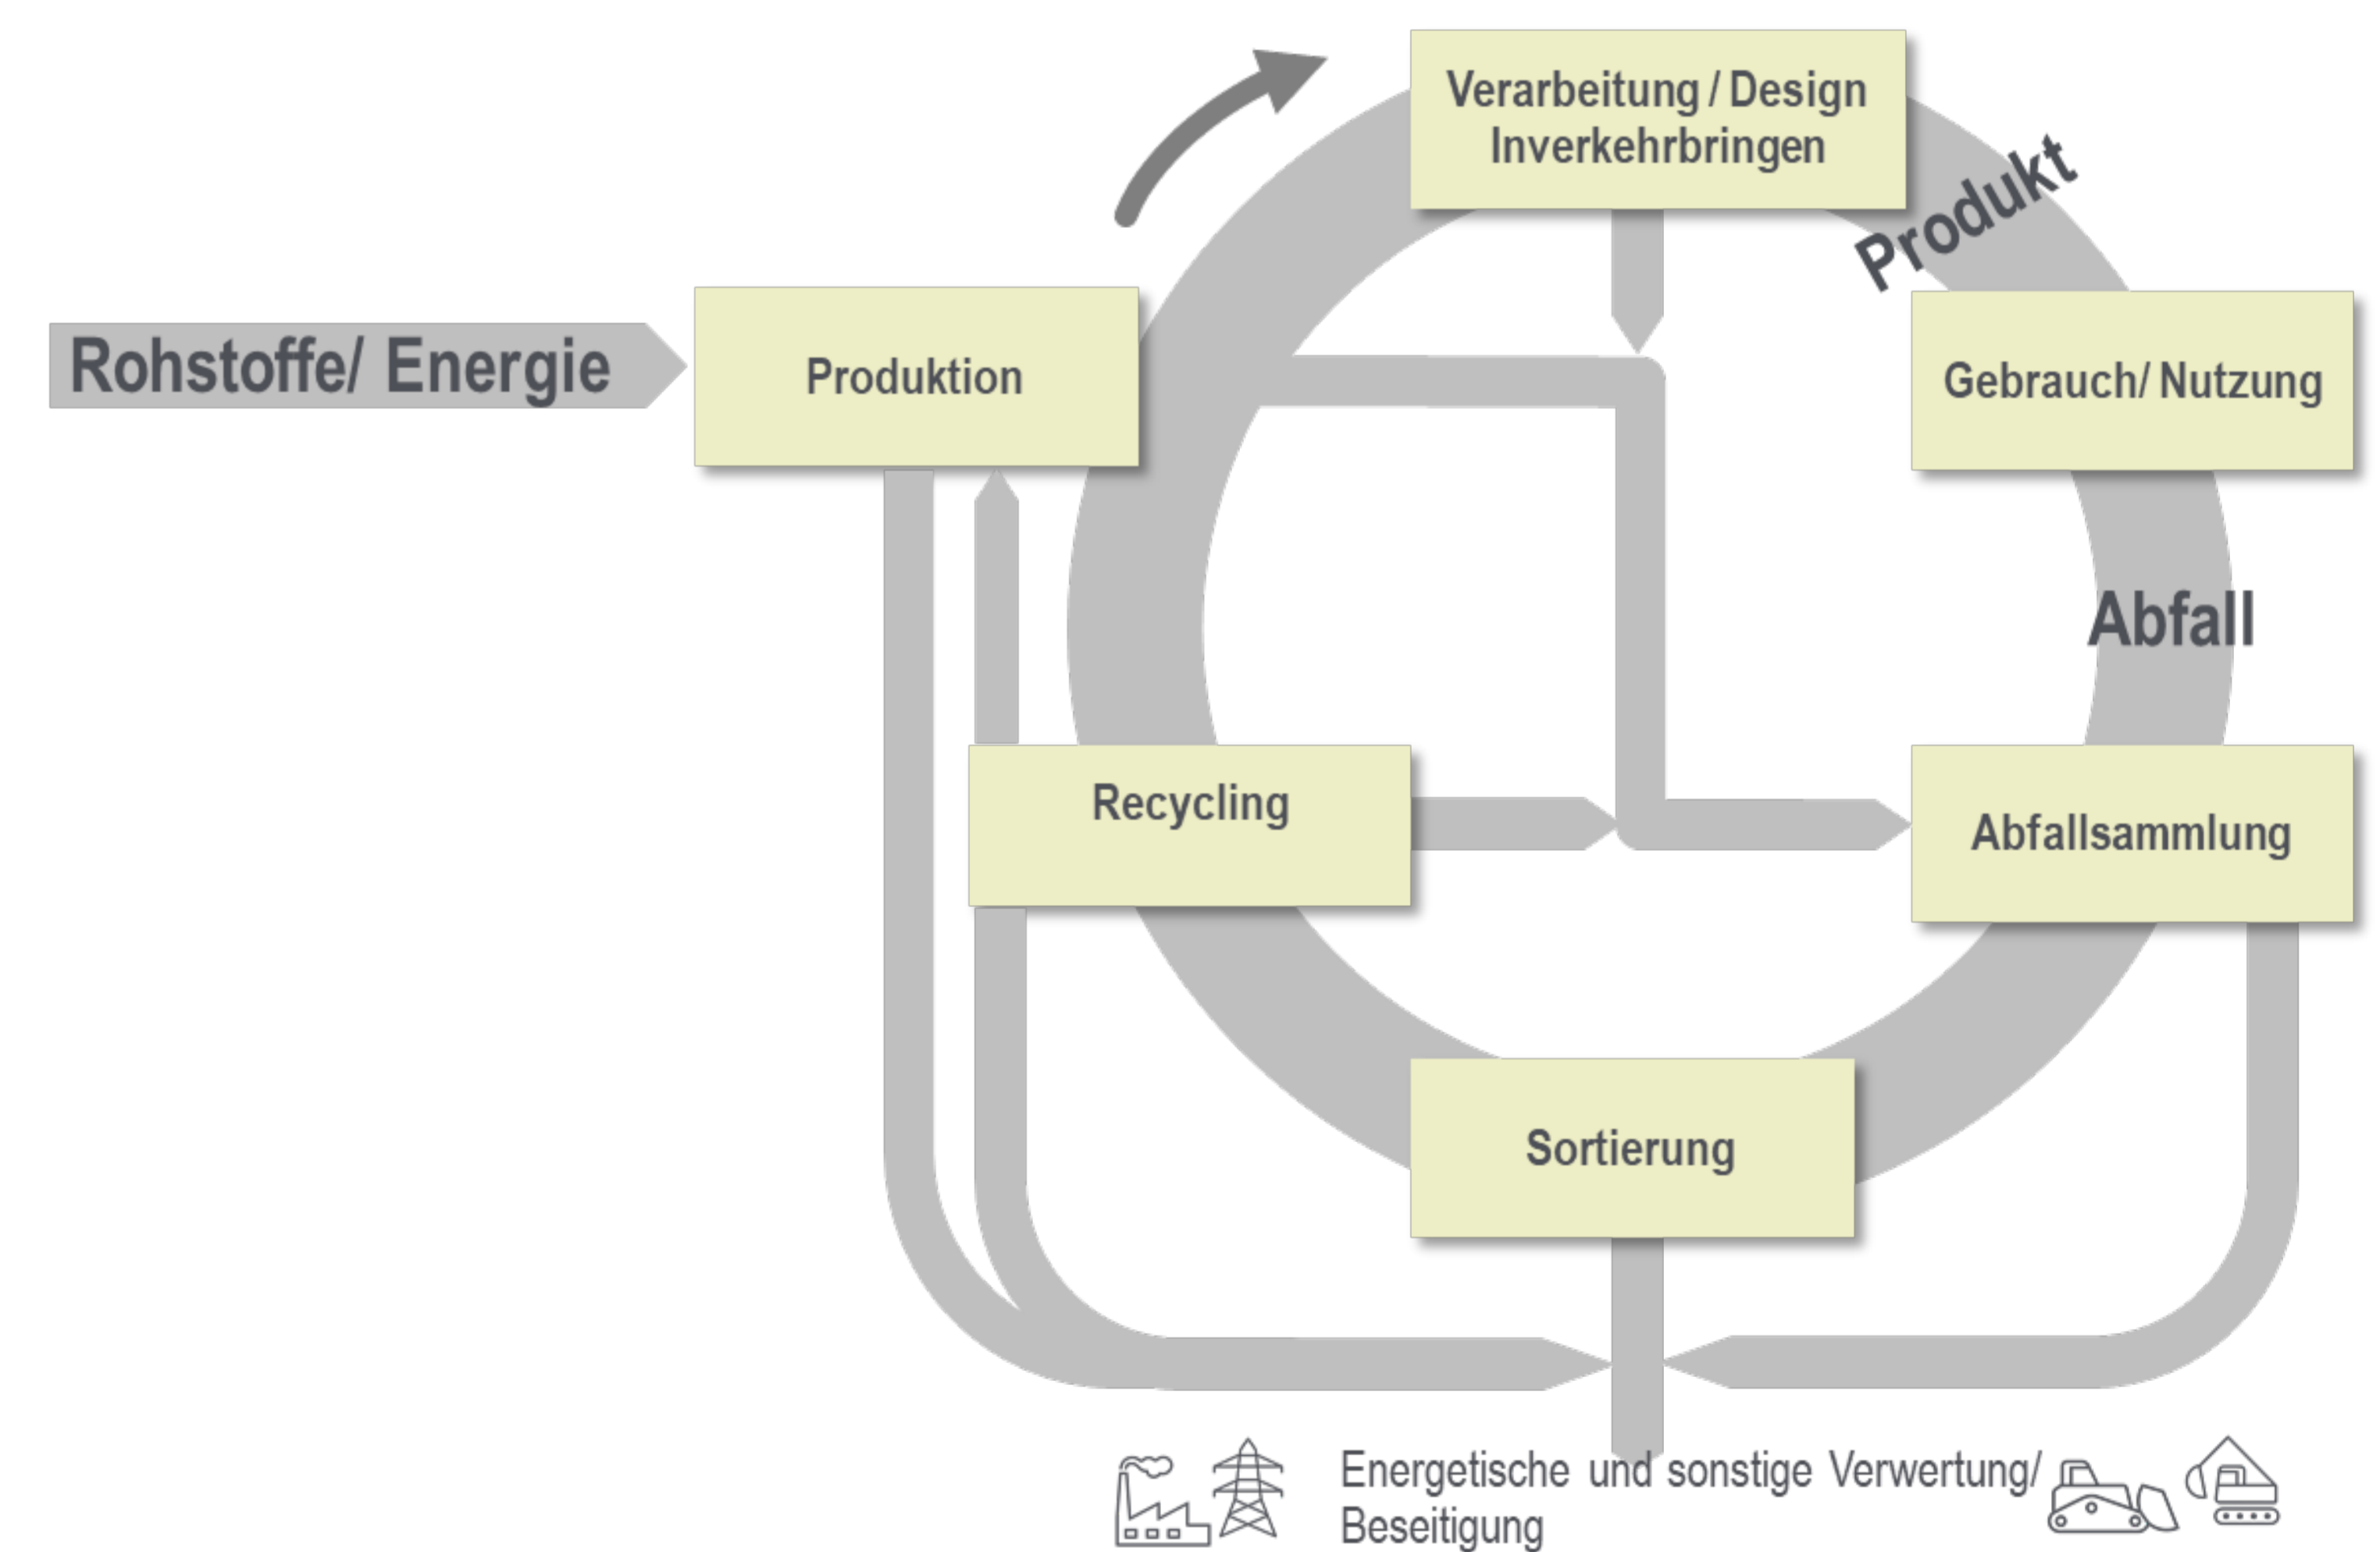 Verarbeitung / Design
Inverkehrbringen
Produkt
Rohstoffe/ Energie
Produktion
Gebrauch/ Nutzung
Abfall
Recycling
Abfallsammlung
Sortierung
Energetische und sonstige Verwertung/
Beseitigung